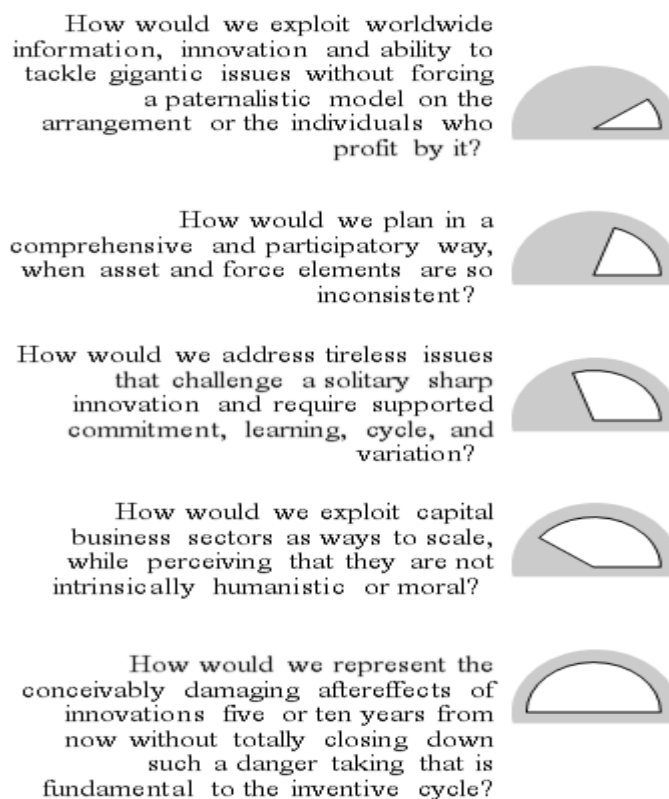 How would we exploit worldwide
information, innovation and ability to
tackle gigantic issues without forcing
a paternalistic model on the
arrangement or the individuals who
profit by it?
How would we plan in a
comprehensive and participatory way,
when asset and force elements are so
inconsistent?
How would we address tireless issues
that challenge a solitary sharp
innovation and require supported
commitment, learning, cycle, and
variation?
How would we exploit capital
business sectors as ways to scale,
while perceiving that they are not
intrinsically humanistic or moral?
How would we represent the
conceivably damaging aftereffects of
innovations five or ten years from
now without totally closing down
such a danger taking that is
fundamental to the inventive cycle?